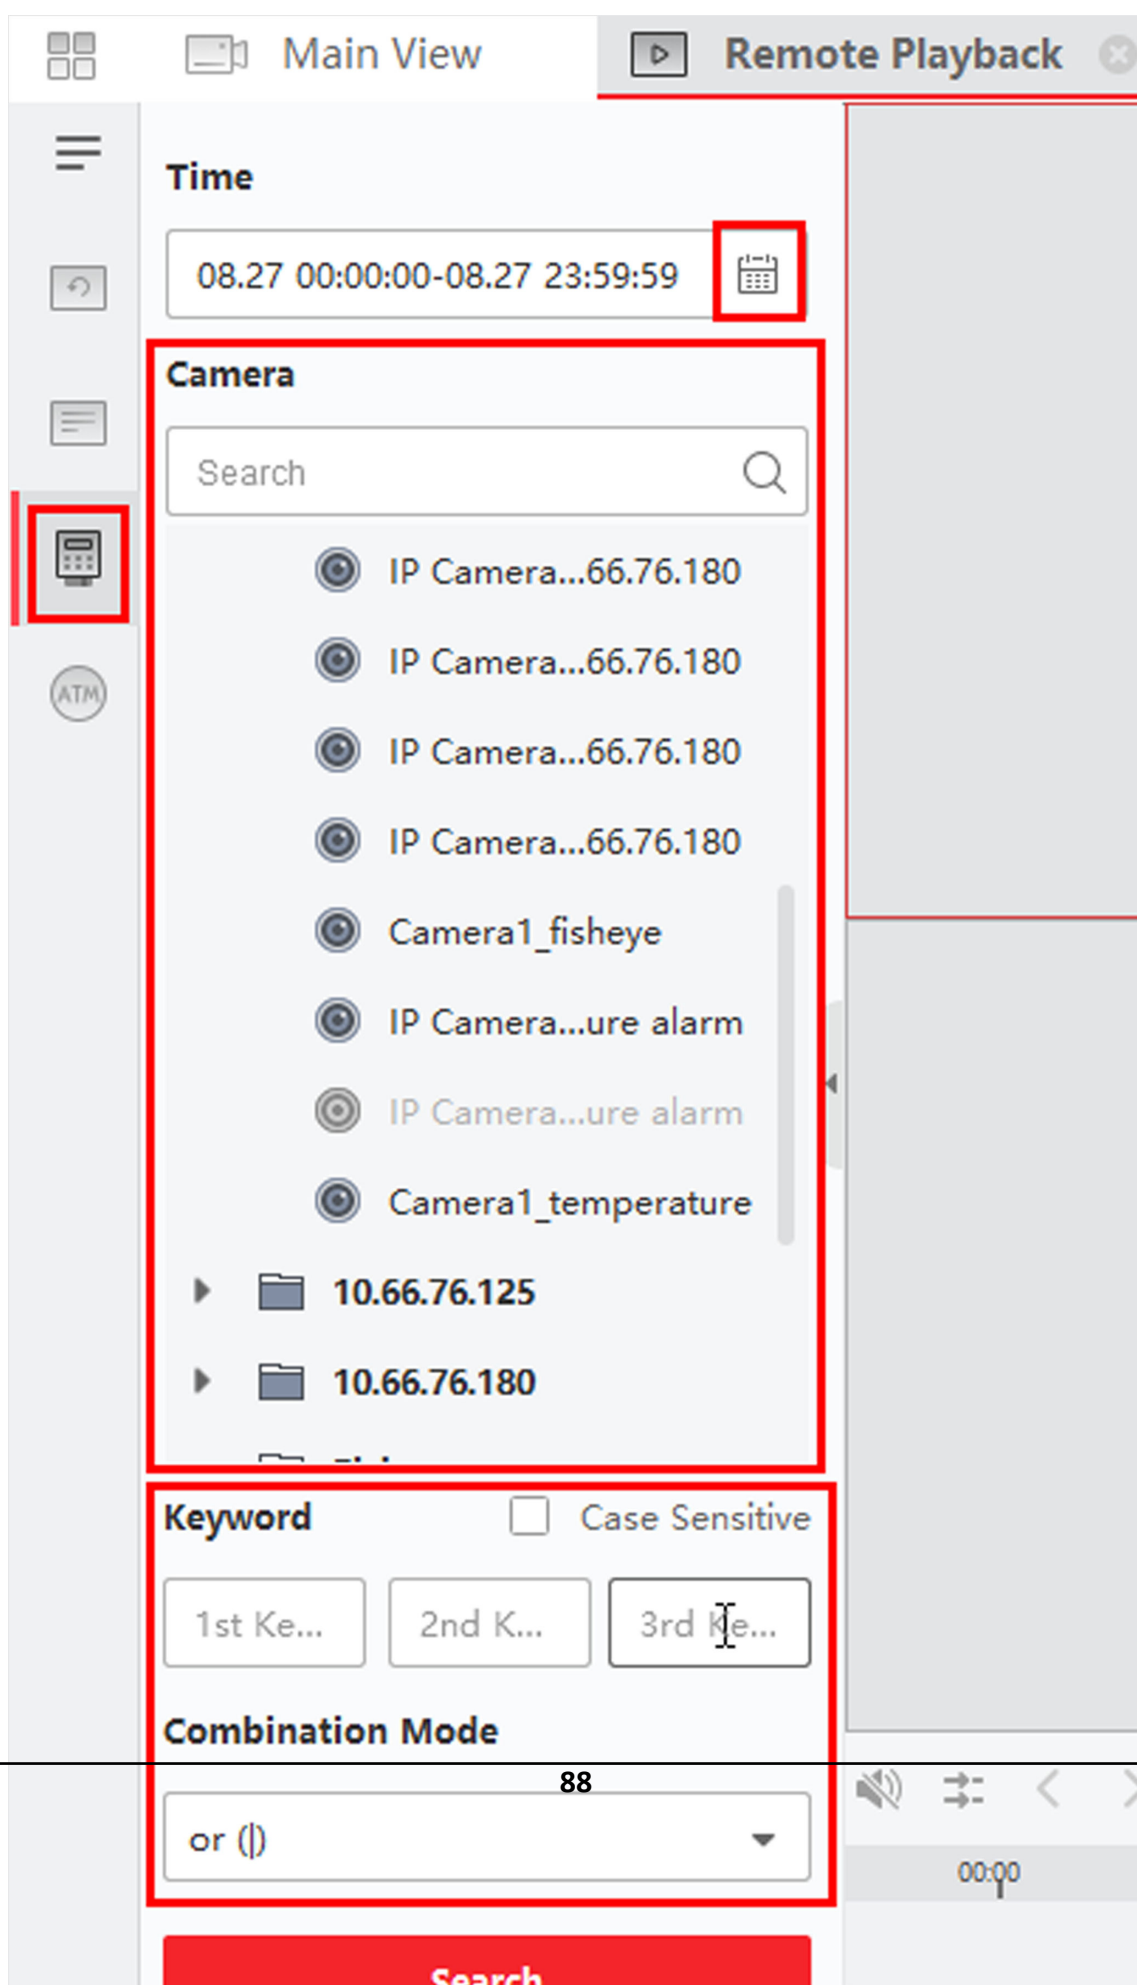 Main View
Remote Playback
Time
08.27 00:00:00-08.27 23:59:59
Camera
Search
IP Camera...66.76.180
IP Camera...66.76.180
IP Camera...66.76.180
IP Camera...66.76.180
Camera1_fisheye
IP Camera...ure alarm
IP Camera...ure alarm
Camera1_temperature
10.66.76.125
10.66.76.180
ATM
Keyword
Case Sensitive
1st Ke...
2nd K...
3rd Ke...
Combination Mode
88
or (|)
00:00
Search